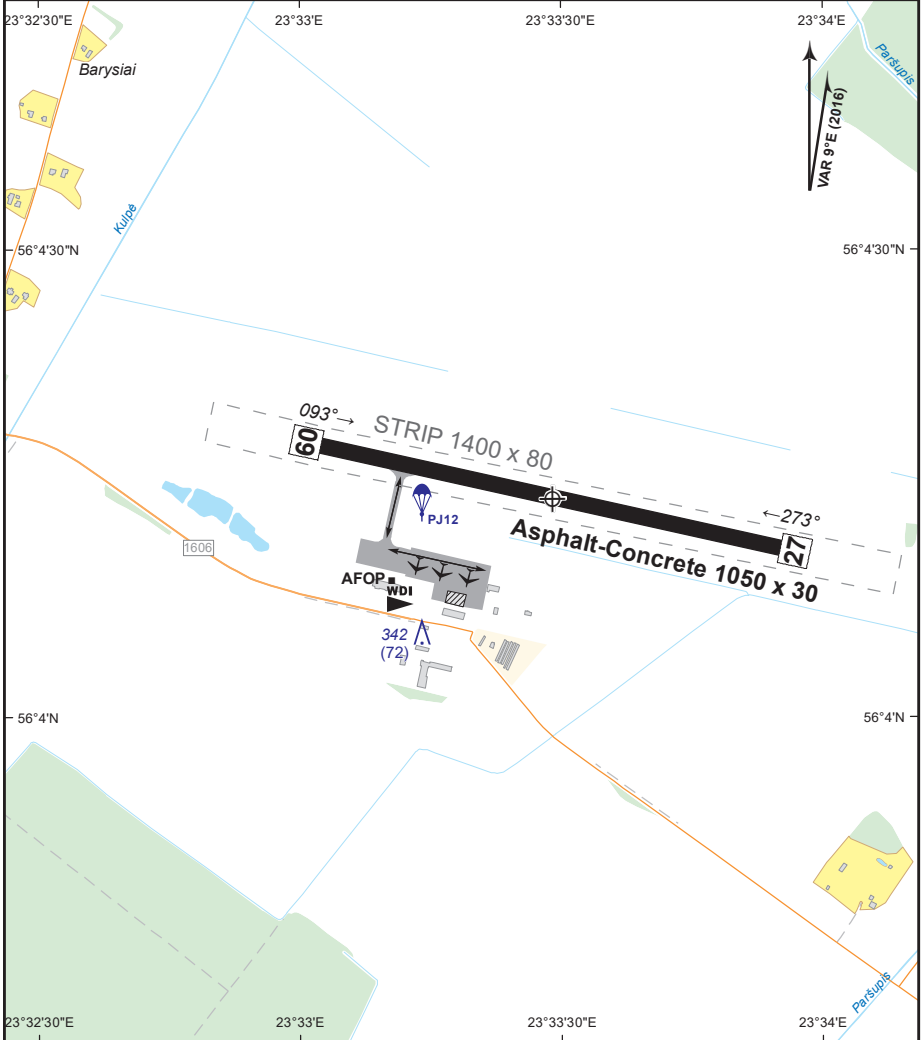 23°32'30"E
23°33'E
23°33'30"E
23°34'E
Paršupis
Barysiai
VAR 9°E (2016)
Kulpė
56°4'30"N
56°4'30"N
093°→
STRIP 1400 x 80
09
←273°
27
PJ12
Asphalt-Concrete 1050 x 30
1606
AFOP
WDI
342
(72)
56°4'N
56°4'N
Paršupis
23°32'30"E
23°33'E
23°33'30"E
23°34'E